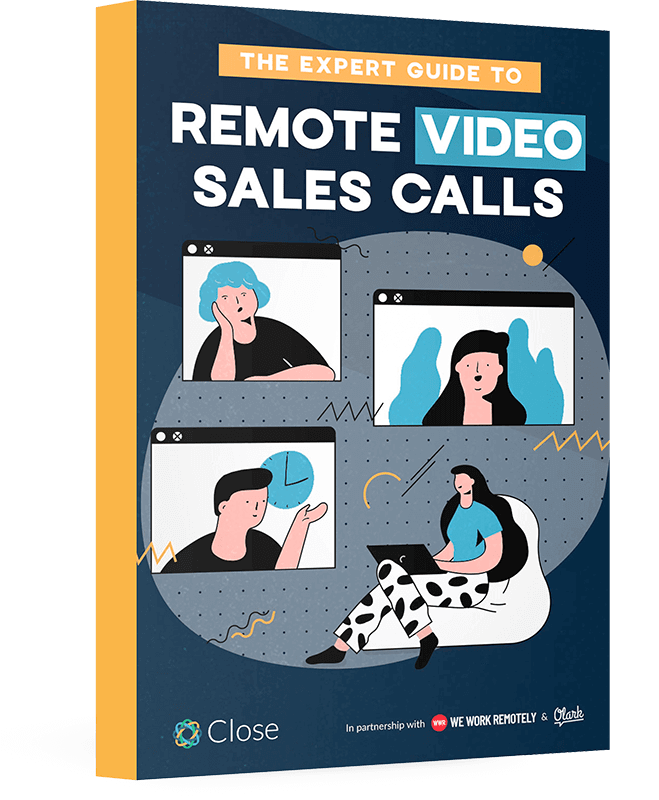 THE EXPERT GUIDE TO
REMOTE VIDEO
SALES CALLS
Close
In partnership with WWR WE WORK REMOTELY & Olark